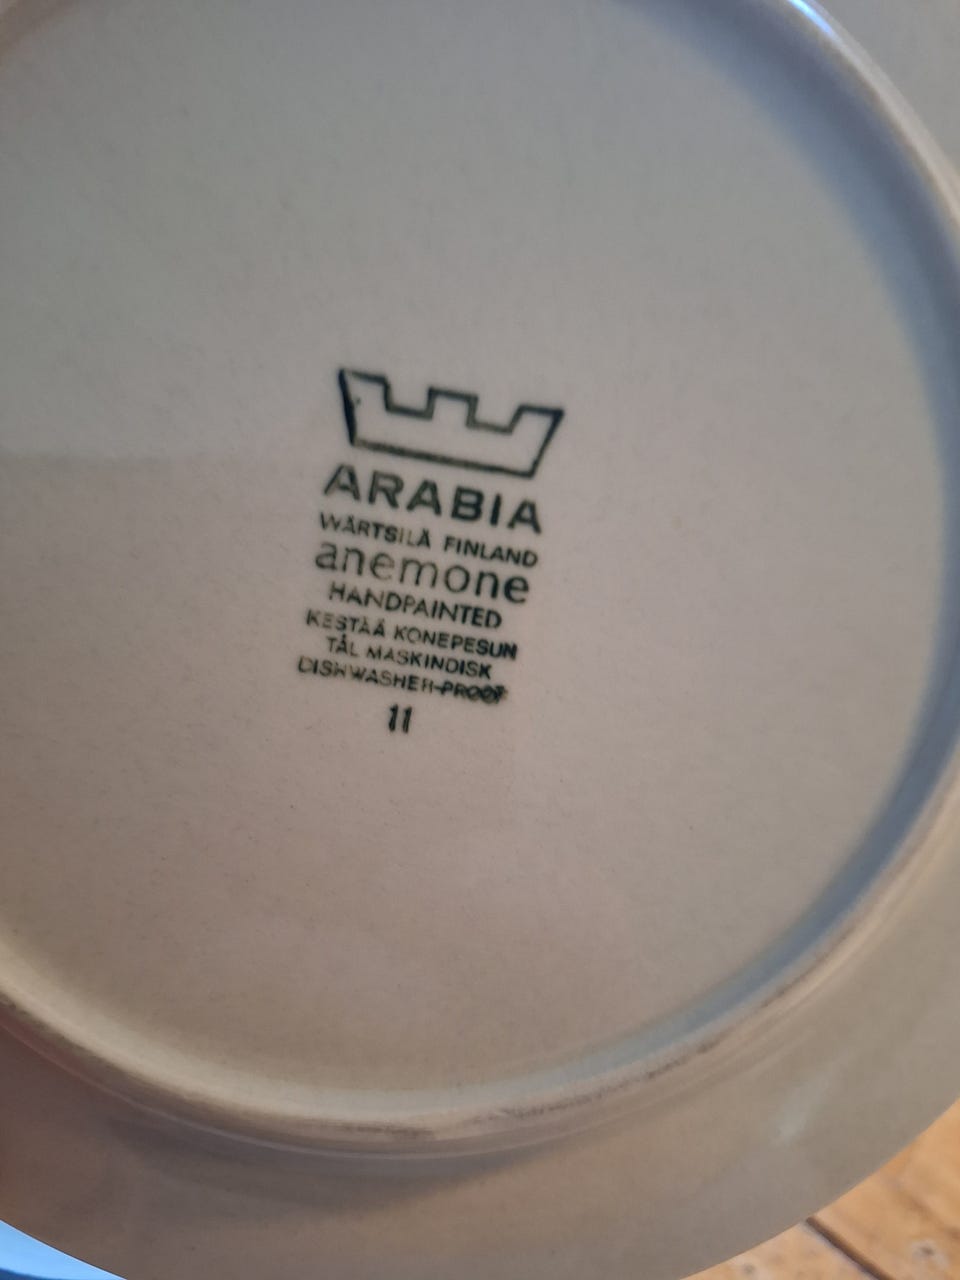 ARABIA
WÄRTSILÄ FINLAND
anemone
HANDPAINTED
KESTÄÄ KONEPESUN
TÅL MASKINDISK
DISHWASHER-PROOF
11